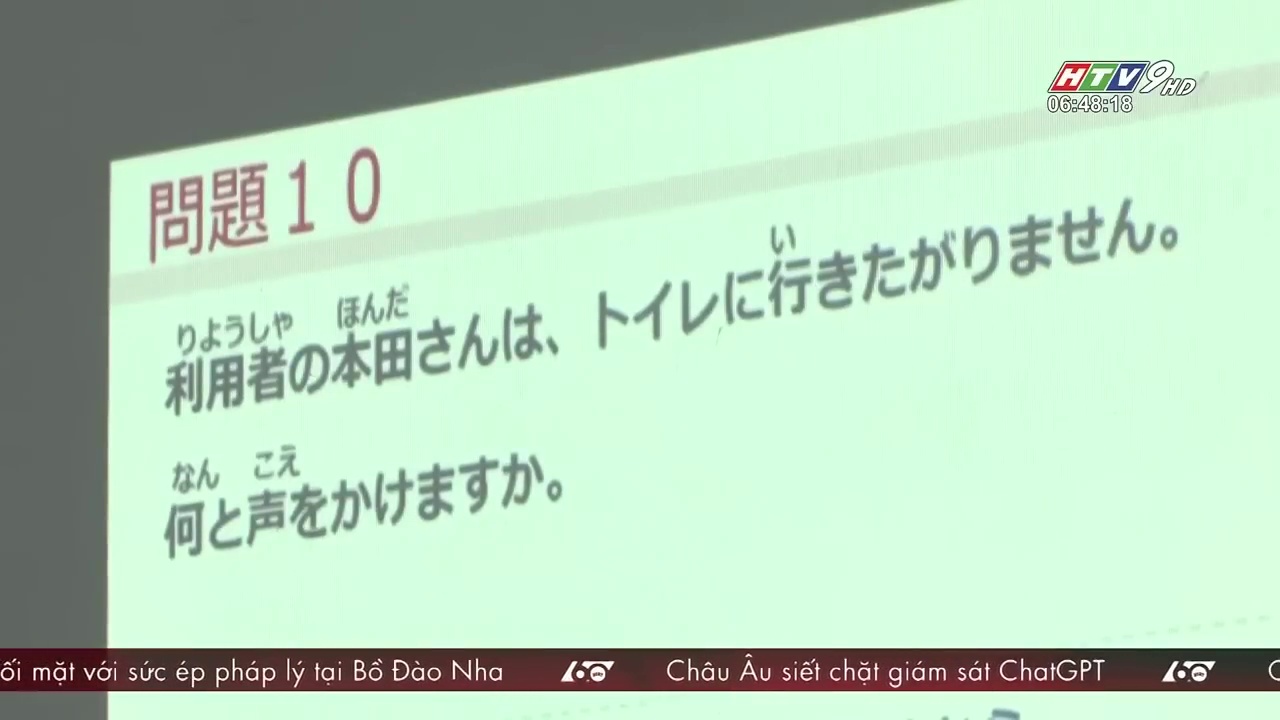 HTV9HD
06:48:18
問題10
りようしゃ ほんだ い
利用者の本田さんは、トイレに行きたがりません。
なん こえ
何と声をかけますか。
ối mặt với sức ép pháp lý tại Bồ Đào Nha 60 Châu Âu siết chặt giám sát ChatGPT 60